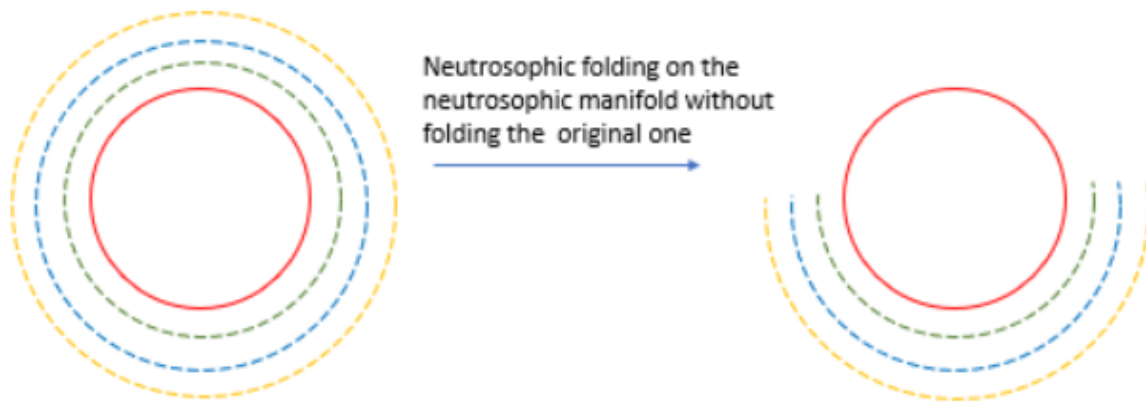 Neutrosophic folding on the
neutrosophic manifold without
folding the original one